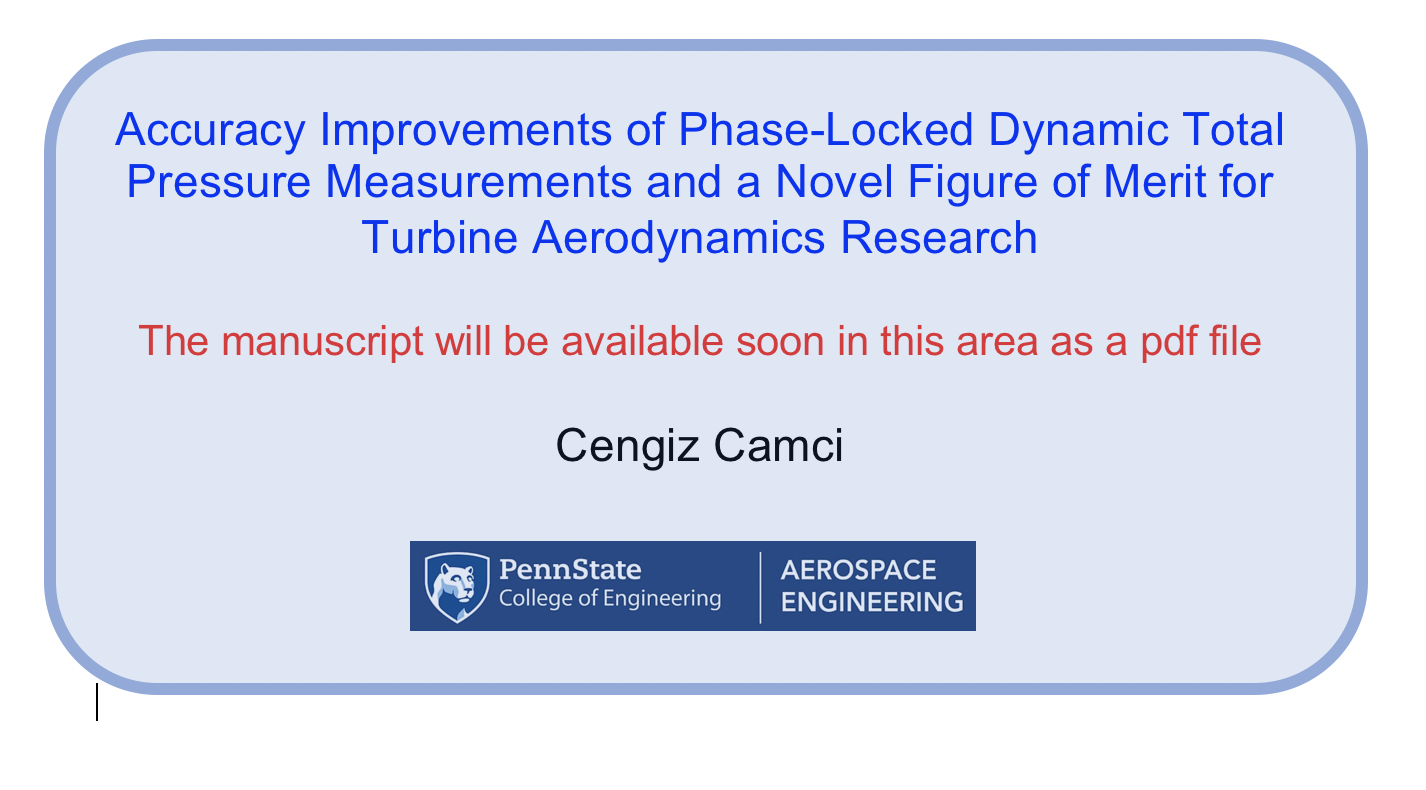 Accuracy Improvements of Phase-Locked Dynamic Total
Pressure Measurements and a Novel Figure of Merit for
Turbine Aerodynamics Research
The manuscript will be available soon in this area as a pdf file
Cengiz Camci
PennState
College of Engineering
AEROSPACE
ENGINEERING